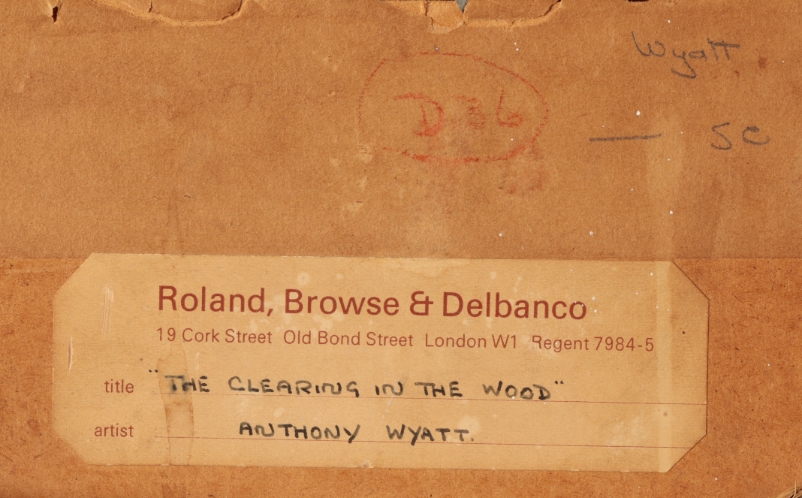 Wyatt
D36
— SC
Roland, Browse & Delbanco
19 Cork Street Old Bond Street London W1 Regent 7984-5
title "THE CLEARING IN THE WOOD"
artist ANTHONY WYATT.